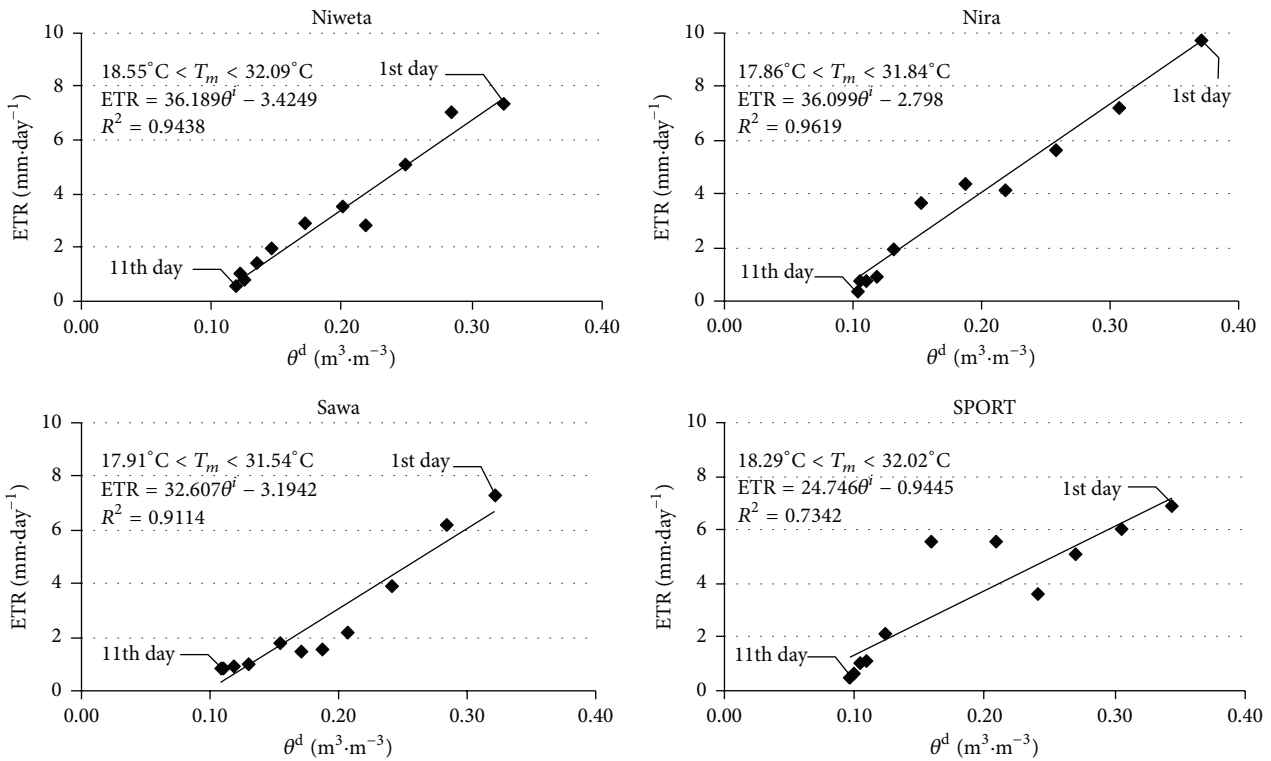 Niweta
10
8
6
4
2
0
ETR (mm·day⁻¹)
18.55°C < Tₘ < 32.09°C
ETR = 36.189θⁱ − 3.4249
R² = 0.9438
1st day
11th day
0.00 0.10 0.20 0.30 0.40
θᵈ (m³·m⁻³)
Nira
10
8
6
4
2
0
ETR (mm·day⁻¹)
17.86°C < Tₘ < 31.84°C
ETR = 36.099θⁱ − 2.798
R² = 0.9619
1st day
11th day
0.00 0.10 0.20 0.30 0.40
θᵈ (m³·m⁻³)
Sawa
10
8
6
4
2
0
ETR (mm·day⁻¹)
17.91°C < Tₘ < 31.54°C
ETR = 32.607θⁱ − 3.1942
R² = 0.9114
1st day
11th day
0.00 0.10 0.20 0.30 0.40
θᵈ (m³·m⁻³)
SPORT
10
8
6
4
2
0
ETR (mm·day⁻¹)
18.29°C < Tₘ < 32.02°C
ETR = 24.746θⁱ − 0.9445
R² = 0.7342
1st day
11th day
0.00 0.10 0.20 0.30 0.40
θᵈ (m³·m⁻³)